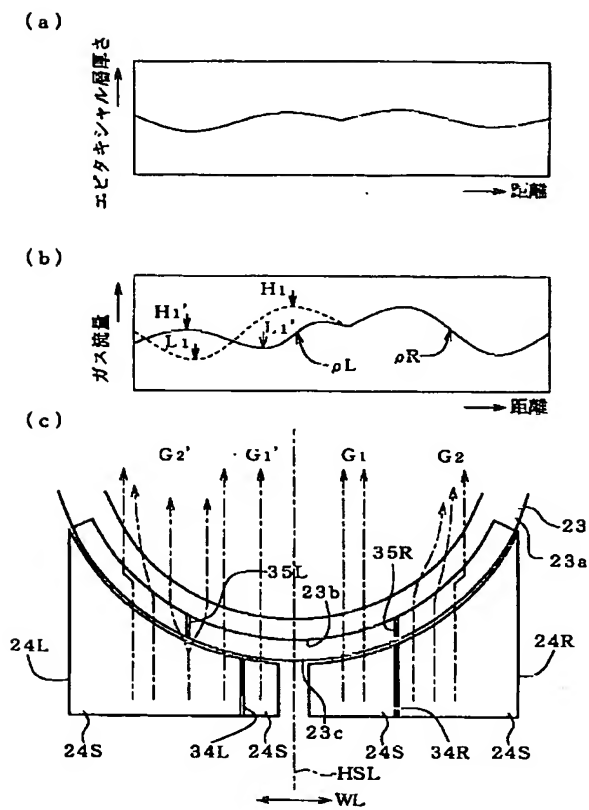 (a)
エピタキシャル層厚さ
距離
(b)
ガス流量
H1'
L1
H1
L1'
ρL
ρR
距離
(c)
G2'
G1'
G1
G2
23
23a
35L
23b
35R
24L
24R
24S
34L
24S
23c
24S
34R
24S
HSL
WL